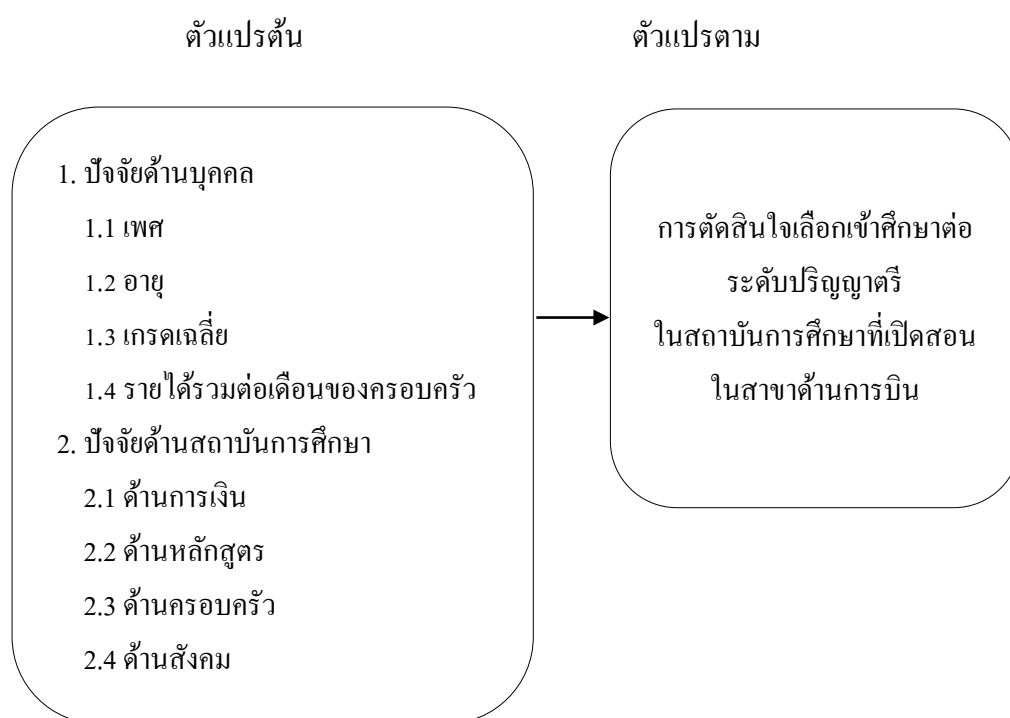 ตัวแปรต้น
ตัวแปรตาม
1. ปัจจัยด้านบุคคล
1.1 เพศ
1.2 อายุ
1.3 เกรดเฉลี่ย
1.4 รายได้รวมต่อเดือนของครอบครัว
2. ปัจจัยด้านสถาบันการศึกษา
2.1 ด้านการเงิน
2.2 ด้านหลักสูตร
2.3 ด้านครอบครัว
2.4 ด้านสังคม
การตัดสินใจเลือกเข้าศึกษาต่อ
ระดับปริญญาตรี
ในสถาบันการศึกษาที่เปิดสอน
ในสาขาด้านการบิน